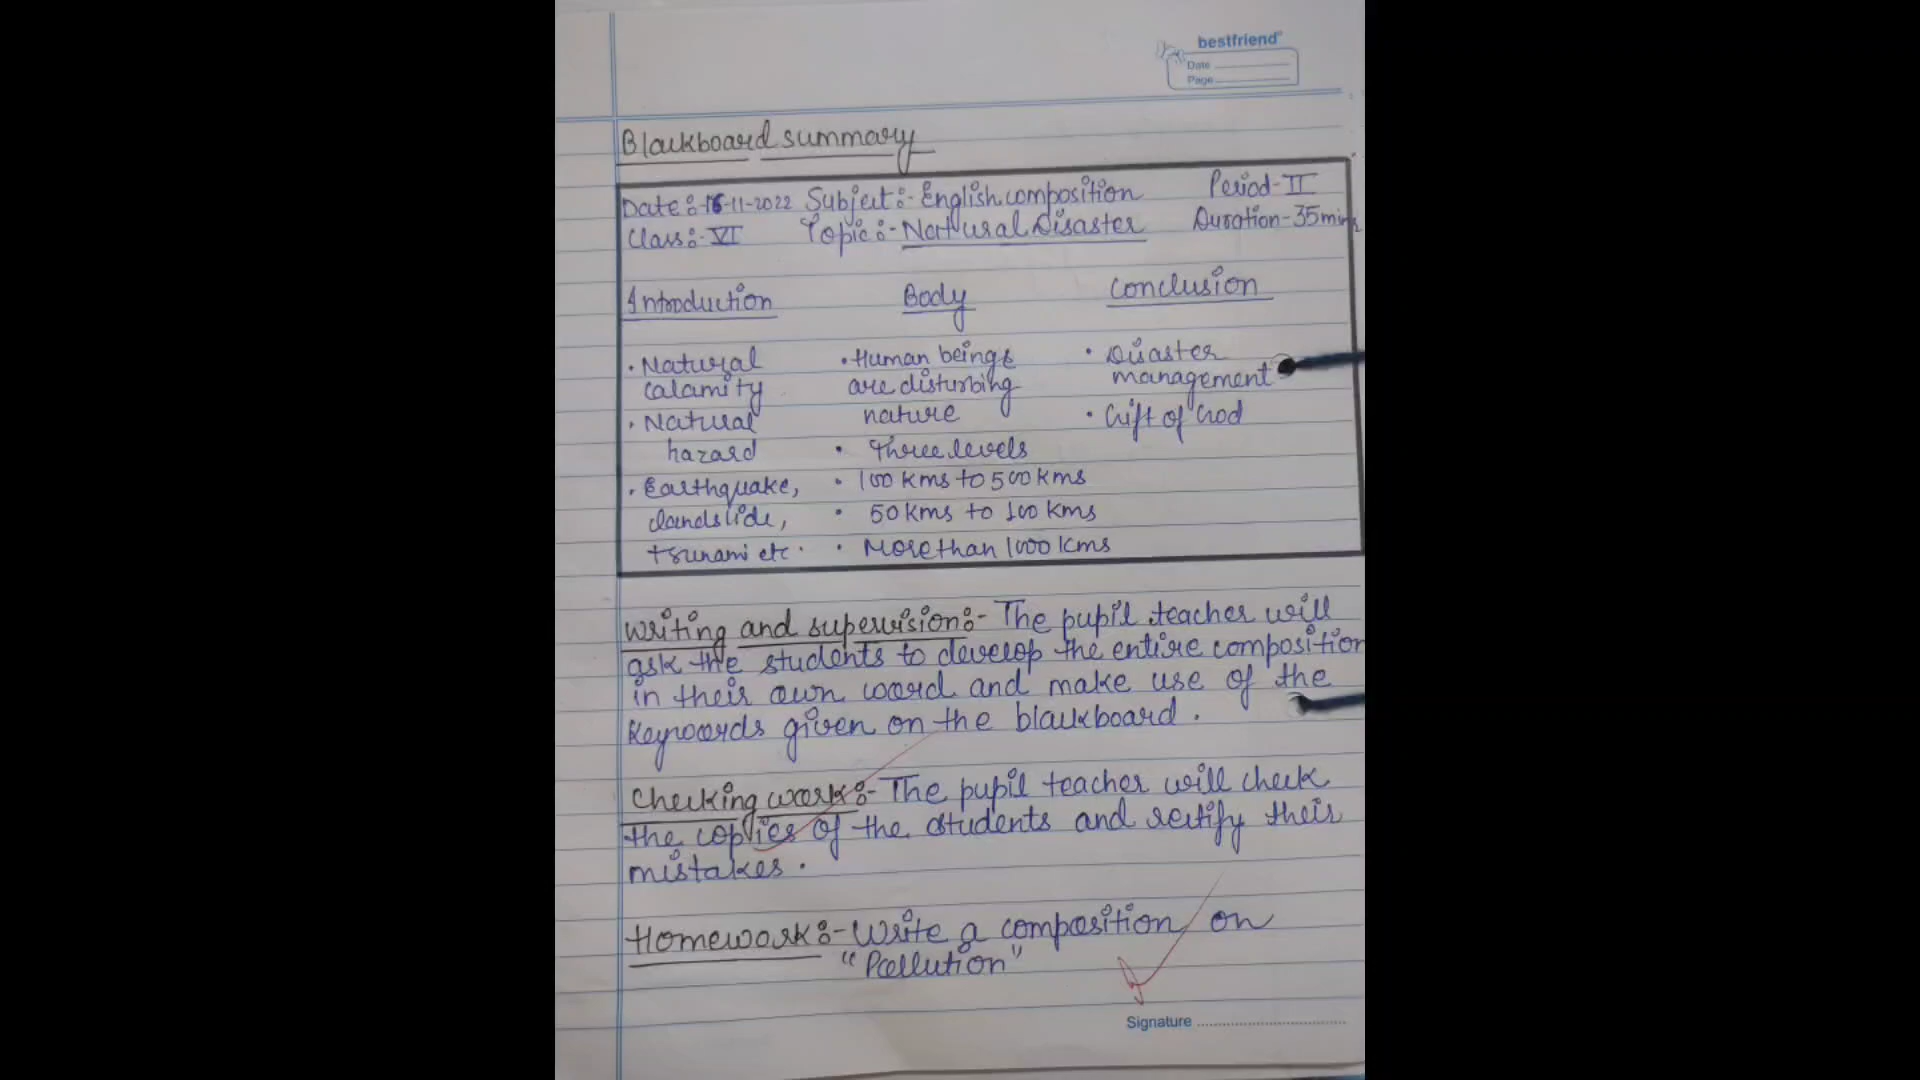 bestfriend
Date
Page
Blackboard summary
Date:- 16-11-2022 Subject:- English composition Period-II
Class:- VI Topic:- Natural Disaster Duration-35 mins
Introduction Body Conclusion
• Natural • Human beings • Disaster
calamity are disturbing management
• Natural nature • Gift of God
hazard • Three levels
• Earthquake, • 100 kms to 500 kms
landslide, • 50 kms to 100 kms
tsunami etc. • More than 1000 kms
Writing and supervision:- The pupil teacher will
ask the students to develop the entire composition
in their own word and make use of the
keywords given on the blackboard.
Checking work:- The pupil teacher will check
the copies of the students and rectify their
mistakes.
Homework:- Write a composition on
"Pollution"
Signature